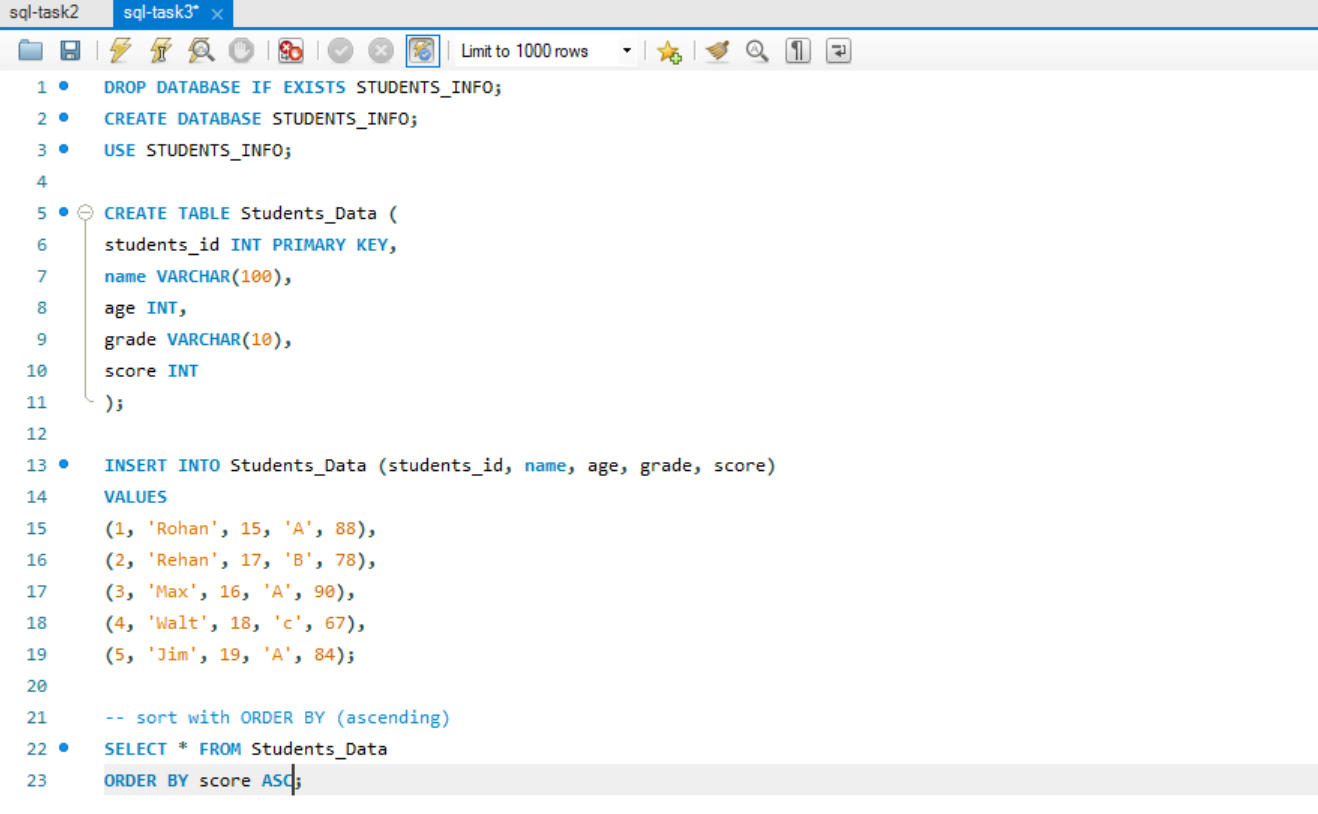 sql-task2 sql-task3*
Limit to 1000 rows
1 DROP DATABASE IF EXISTS STUDENTS_INFO;
2 CREATE DATABASE STUDENTS_INFO;
3 USE STUDENTS_INFO;
4
5 CREATE TABLE Students_Data (
6 students_id INT PRIMARY KEY,
7 name VARCHAR(100),
8 age INT,
9 grade VARCHAR(10),
10 score INT
11 );
12
13 INSERT INTO Students_Data (students_id, name, age, grade, score)
14 VALUES
15 (1, 'Rohan', 15, 'A', 88),
16 (2, 'Rehan', 17, 'B', 78),
17 (3, 'Max', 16, 'A', 90),
18 (4, 'Walt', 18, 'c', 67),
19 (5, 'Jim', 19, 'A', 84);
20
21 -- sort with ORDER BY (ascending)
22 SELECT * FROM Students_Data
23 ORDER BY score ASC;